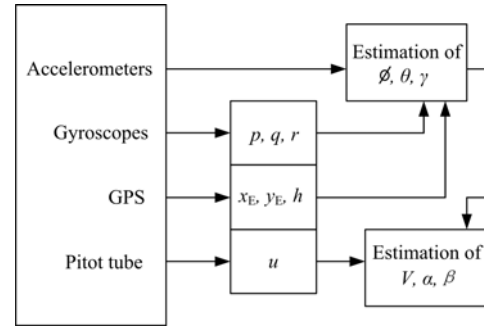 Accelerometers
Gyroscopes
GPS
Pitot tube
p, q, r
x_E, y_E, h
u
Estimation of
ϕ, θ, γ
Estimation of
V, α, β